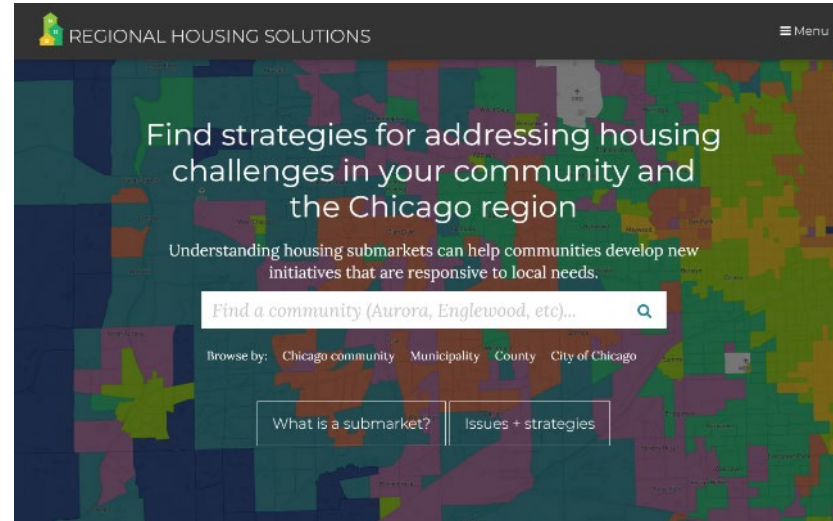 REGIONAL HOUSING SOLUTIONS
Menu
Find strategies for addressing housing
challenges in your community and
the Chicago region
Understanding housing submarkets can help communities develop new
initiatives that are responsive to local needs.
Find a community (Aurora, Englewood, etc)...
Browse by: Chicago community Municipality County City of Chicago
What is a submarket? Issues + strategies